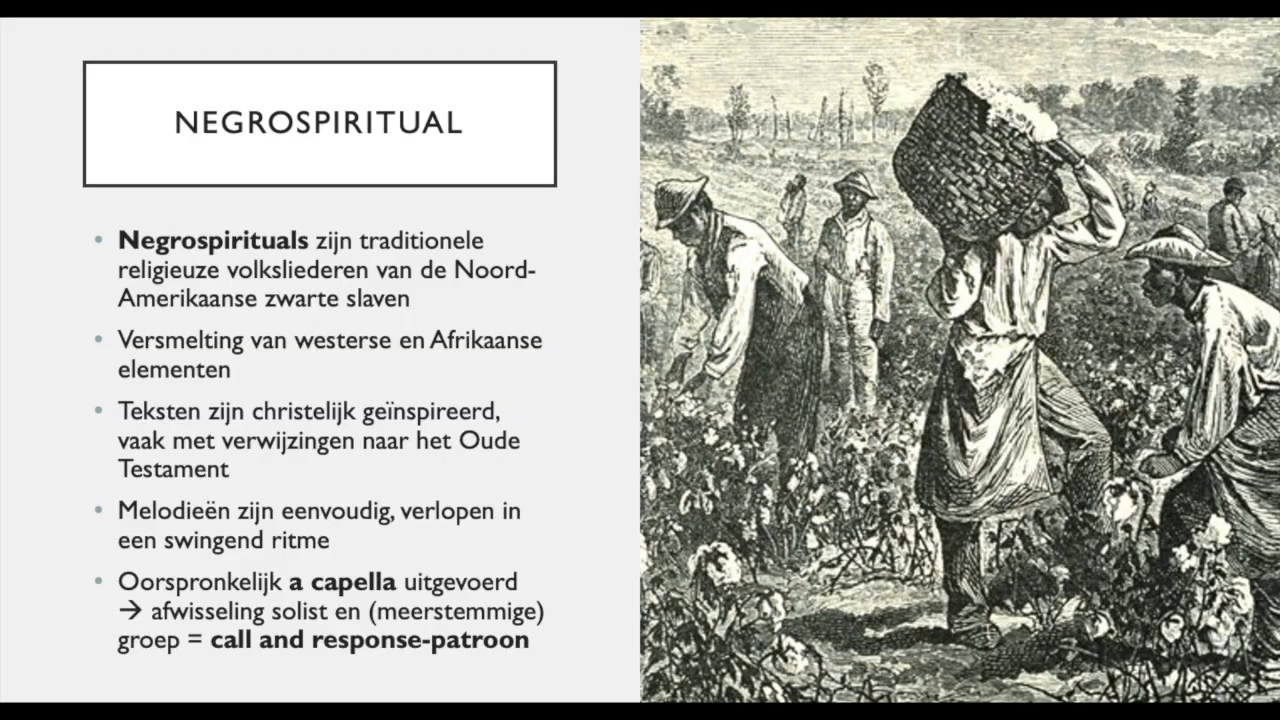 NEGROSPIRITUAL
• Negrospirituals zijn traditionele
religieuze volksliederen van de Noord-
Amerikaanse zwarte slaven
• Versmelting van westerse en Afrikaanse
elementen
• Teksten zijn christelijk geïnspireerd,
vaak met verwijzingen naar het Oude
Testament
• Melodieën zijn eenvoudig, verlopen in
een swingend ritme
• Oorspronkelijk a capella uitgevoerd
→ afwisseling solist en (meerstemmige)
groep = call and response-patroon